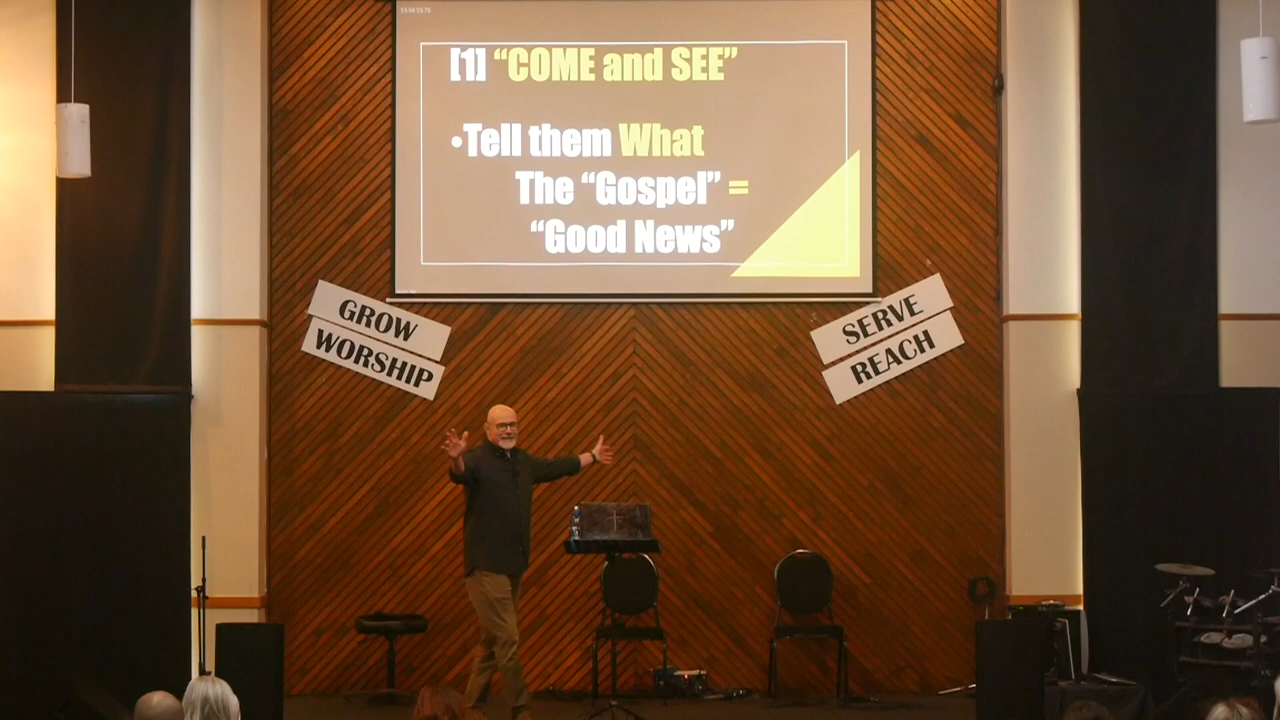 [1] “COME and SEE”
•Tell them What
The “Gospel” =
“Good News”
GROW
WORSHIP
SERVE
REACH